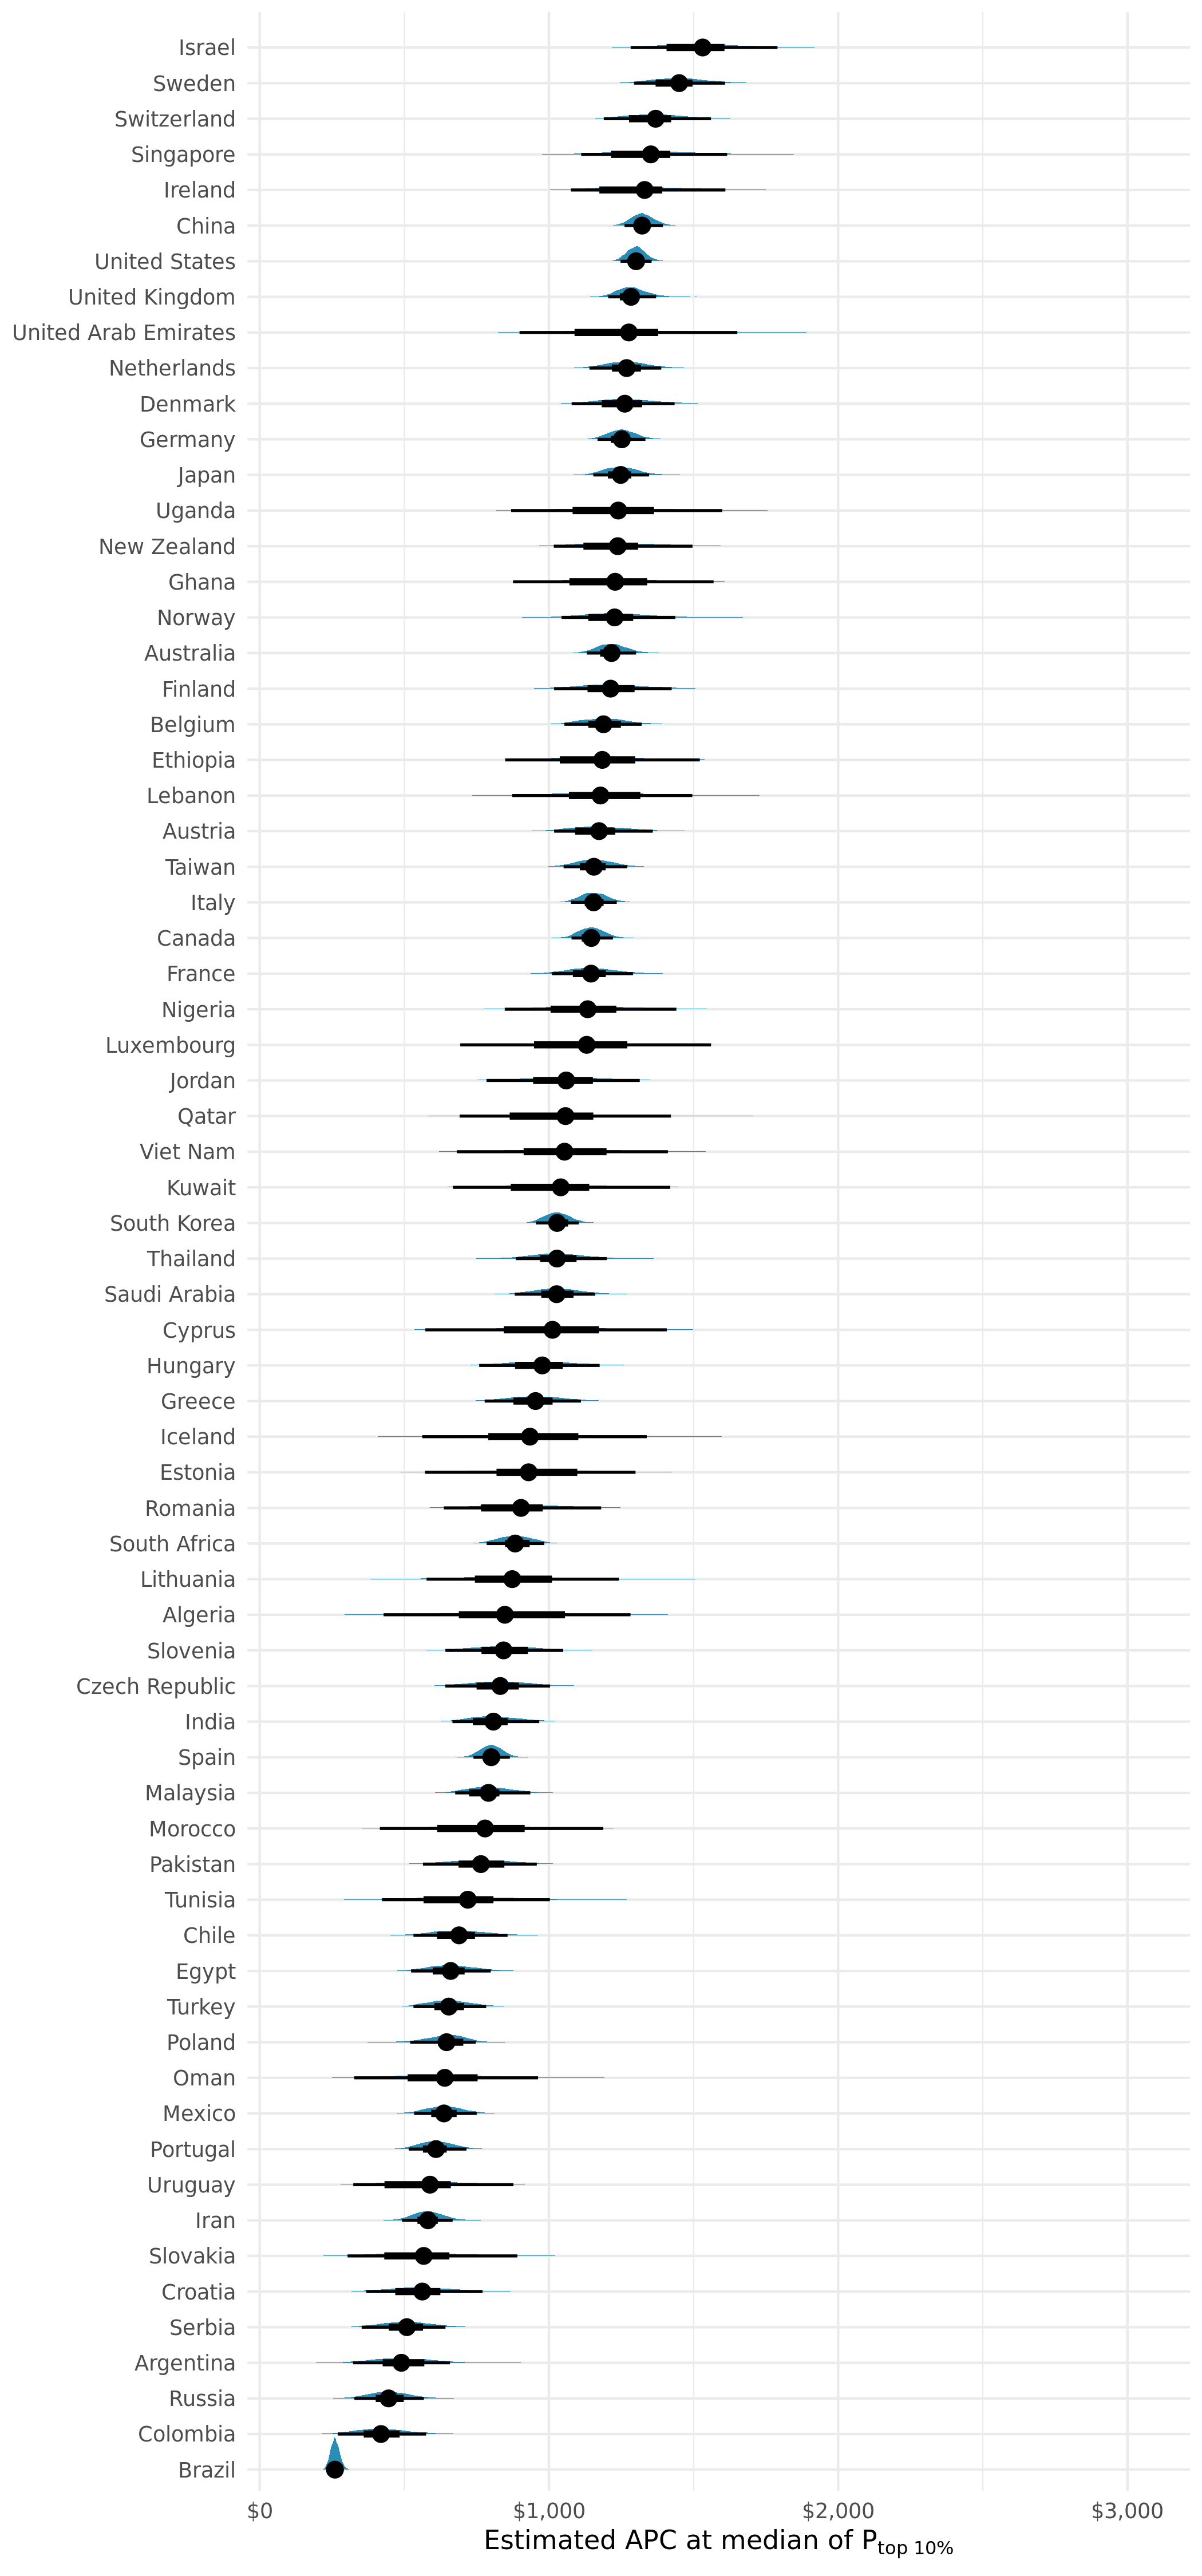 Israel
Sweden
Switzerland
Singapore
Ireland
China
United States
United Kingdom
United Arab Emirates
Netherlands
Denmark
Germany
Japan
Uganda
New Zealand
Ghana
Norway
Australia
Finland
Belgium
Ethiopia
Lebanon
Austria
Taiwan
Italy
Canada
France
Nigeria
Luxembourg
Jordan
Qatar
Viet Nam
Kuwait
South Korea
Thailand
Saudi Arabia
Cyprus
Hungary
Greece
Iceland
Estonia
Romania
South Africa
Lithuania
Algeria
Slovenia
Czech Republic
India
Spain
Malaysia
Morocco
Pakistan
Tunisia
Chile
Egypt
Turkey
Poland
Oman
Mexico
Portugal
Uruguay
Iran
Slovakia
Croatia
Serbia
Argentina
Russia
Colombia
Brazil
$0 $1,000 $2,000 $3,000
Estimated APC at median of P top 10%